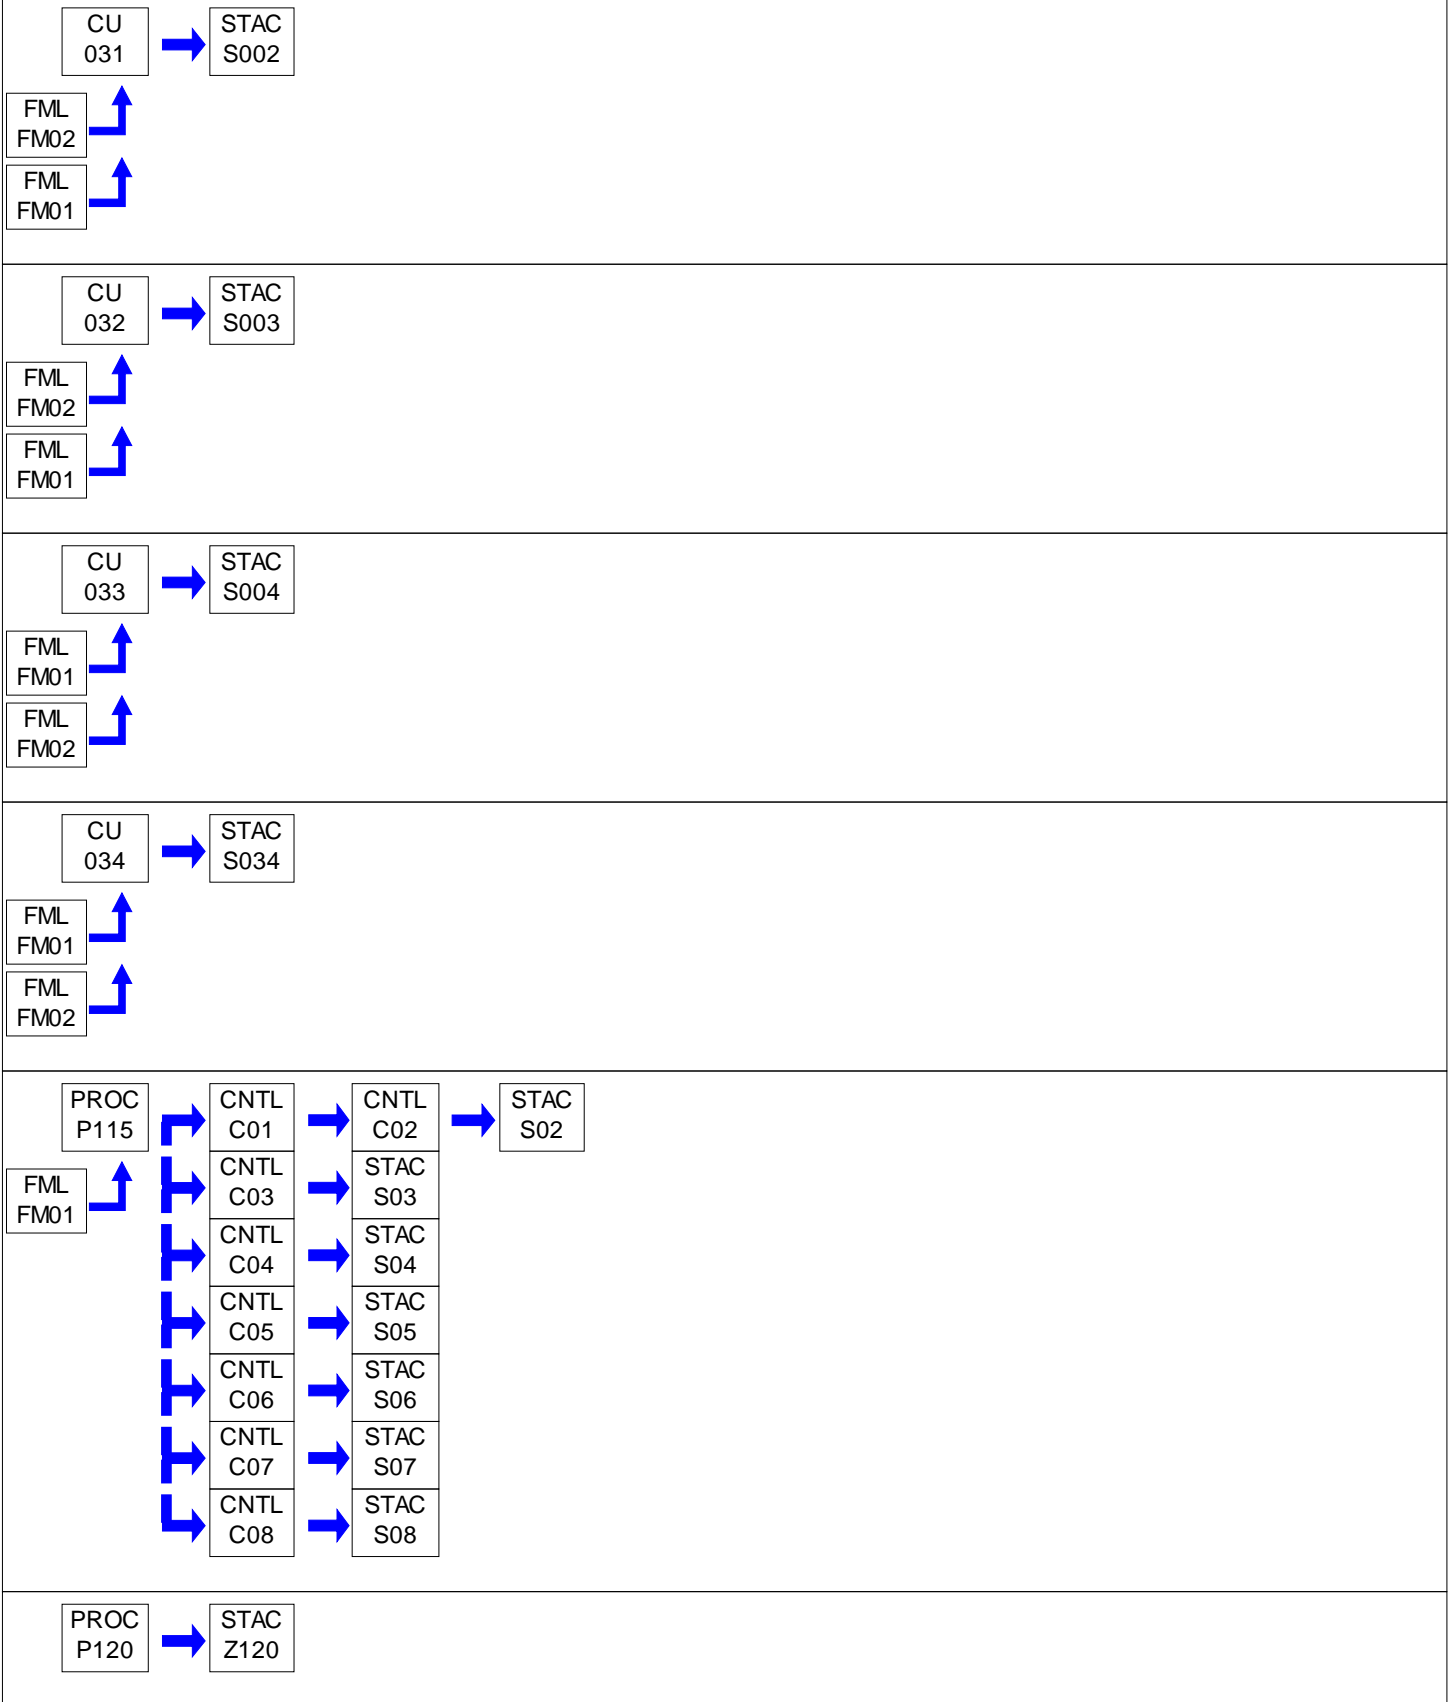 CU
031
STAC
S002
FML
FM02
FML
FM01
CU
032
STAC
S003
FML
FM02
FML
FM01
CU
033
STAC
S004
FML
FM01
FML
FM02
CU
034
STAC
S034
FML
FM01
FML
FM02
PROC
P115
CNTL
C01
CNTL
C02
STAC
S02
FML
FM01
CNTL
C03
STAC
S03
CNTL
C04
STAC
S04
CNTL
C05
STAC
S05
CNTL
C06
STAC
S06
CNTL
C07
STAC
S07
CNTL
C08
STAC
S08
PROC
P120
STAC
Z120